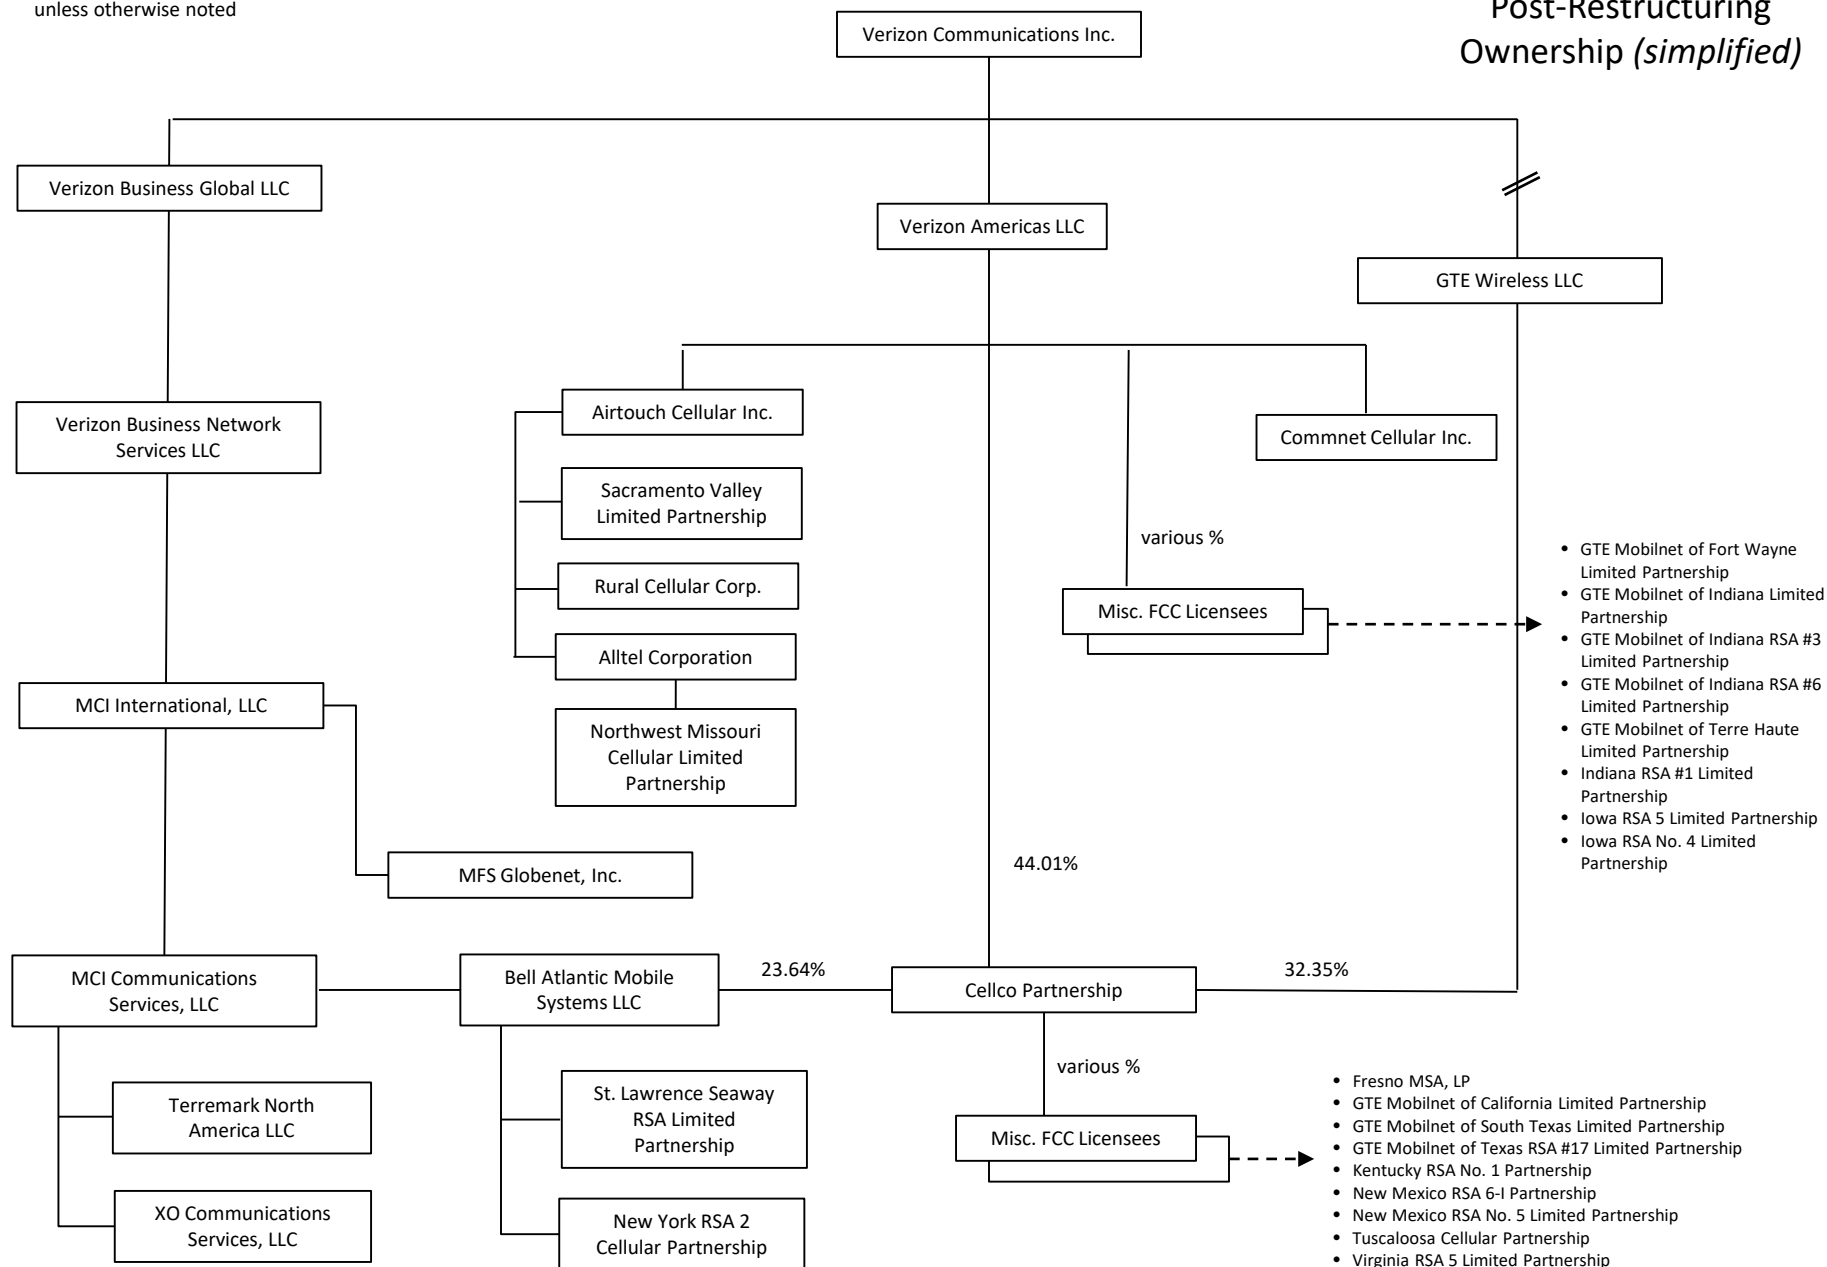 unless otherwise noted
Post-Restructuring
Ownership (simplified)
Verizon Communications Inc.
Verizon Business Global LLC
Verizon Americas LLC
GTE Wireless LLC
Verizon Business Network
Services LLC
Airtouch Cellular Inc.
Commnet Cellular Inc.
Sacramento Valley
Limited Partnership
various %
Rural Cellular Corp.
Misc. FCC Licensees
• GTE Mobilnet of Fort Wayne
Limited Partnership
• GTE Mobilnet of Indiana Limited
Partnership
• GTE Mobilnet of Indiana RSA #3
Limited Partnership
• GTE Mobilnet of Indiana RSA #6
Limited Partnership
• GTE Mobilnet of Terre Haute
Limited Partnership
• Indiana RSA #1 Limited
Partnership
• Iowa RSA 5 Limited Partnership
• Iowa RSA No. 4 Limited
Partnership
Alltel Corporation
MCI International, LLC
Northwest Missouri
Cellular Limited
Partnership
MFS Globenet, Inc.
44.01%
MCI Communications
Services, LLC
Bell Atlantic Mobile
Systems LLC
23.64%
Cellco Partnership
32.35%
Terremark North
America LLC
St. Lawrence Seaway
RSA Limited
Partnership
various %
Misc. FCC Licensees
• Fresno MSA, LP
• GTE Mobilnet of California Limited Partnership
• GTE Mobilnet of South Texas Limited Partnership
• GTE Mobilnet of Texas RSA #17 Limited Partnership
• Kentucky RSA No. 1 Partnership
• New Mexico RSA 6-I Partnership
• New Mexico RSA No. 5 Limited Partnership
• Tuscaloosa Cellular Partnership
• Virginia RSA 5 Limited Partnership
XO Communications
Services, LLC
New York RSA 2
Cellular Partnership